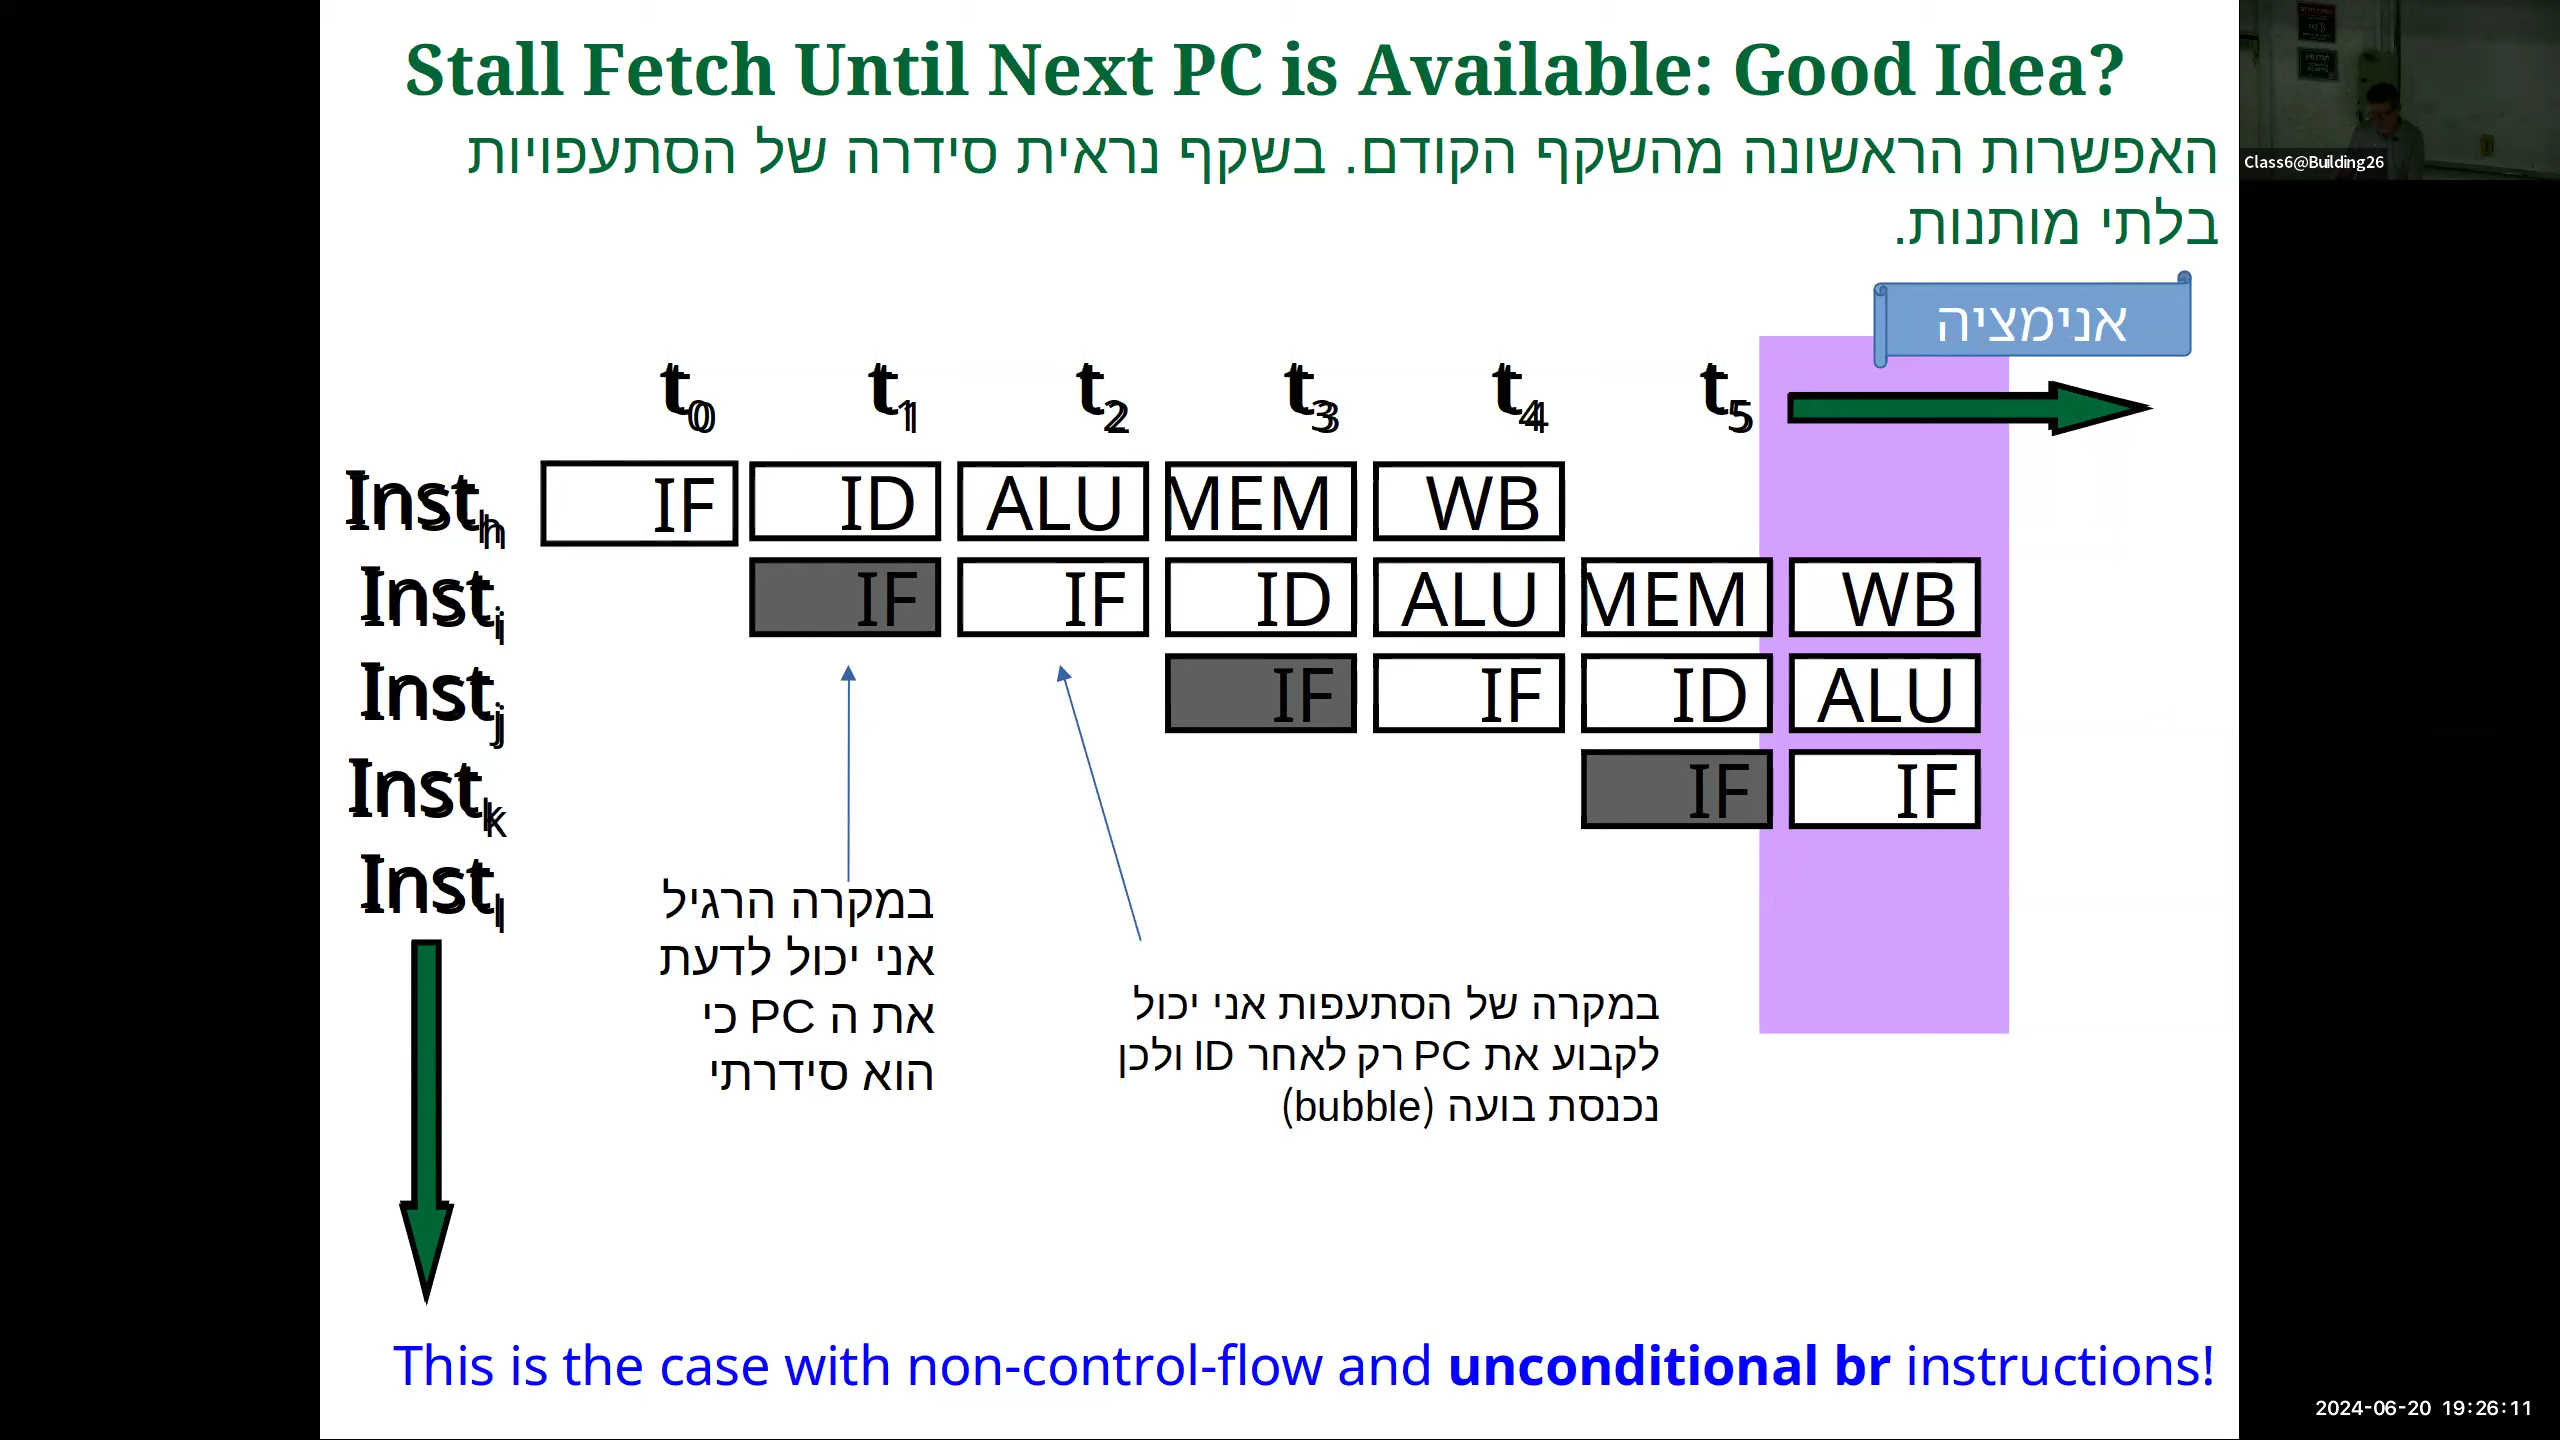 Stall Fetch Until Next PC is Available: Good Idea?
האפשרות הראשונה מהשקף הקודם. בשקף נראית סידרה של הסתעפויות
בלתי מותנות.
אנימציה
t0 t1 t2 t3 t4 t5
Insth IF ID ALU MEM WB
Insti IF IF ID ALU MEM WB
Instj IF IF ID ALU
Instk IF IF
Instl
במקרה הרגיל
אני יכול לדעת
את ה PC כי
הוא סידרתי
במקרה של הסתעפות אני יכול
לקבוע את PC רק לאחר ID ולכן
נכנסת בועה (bubble)
This is the case with non-control-flow and unconditional br instructions!
Class6@Building26
2024-06-20 19:26:11